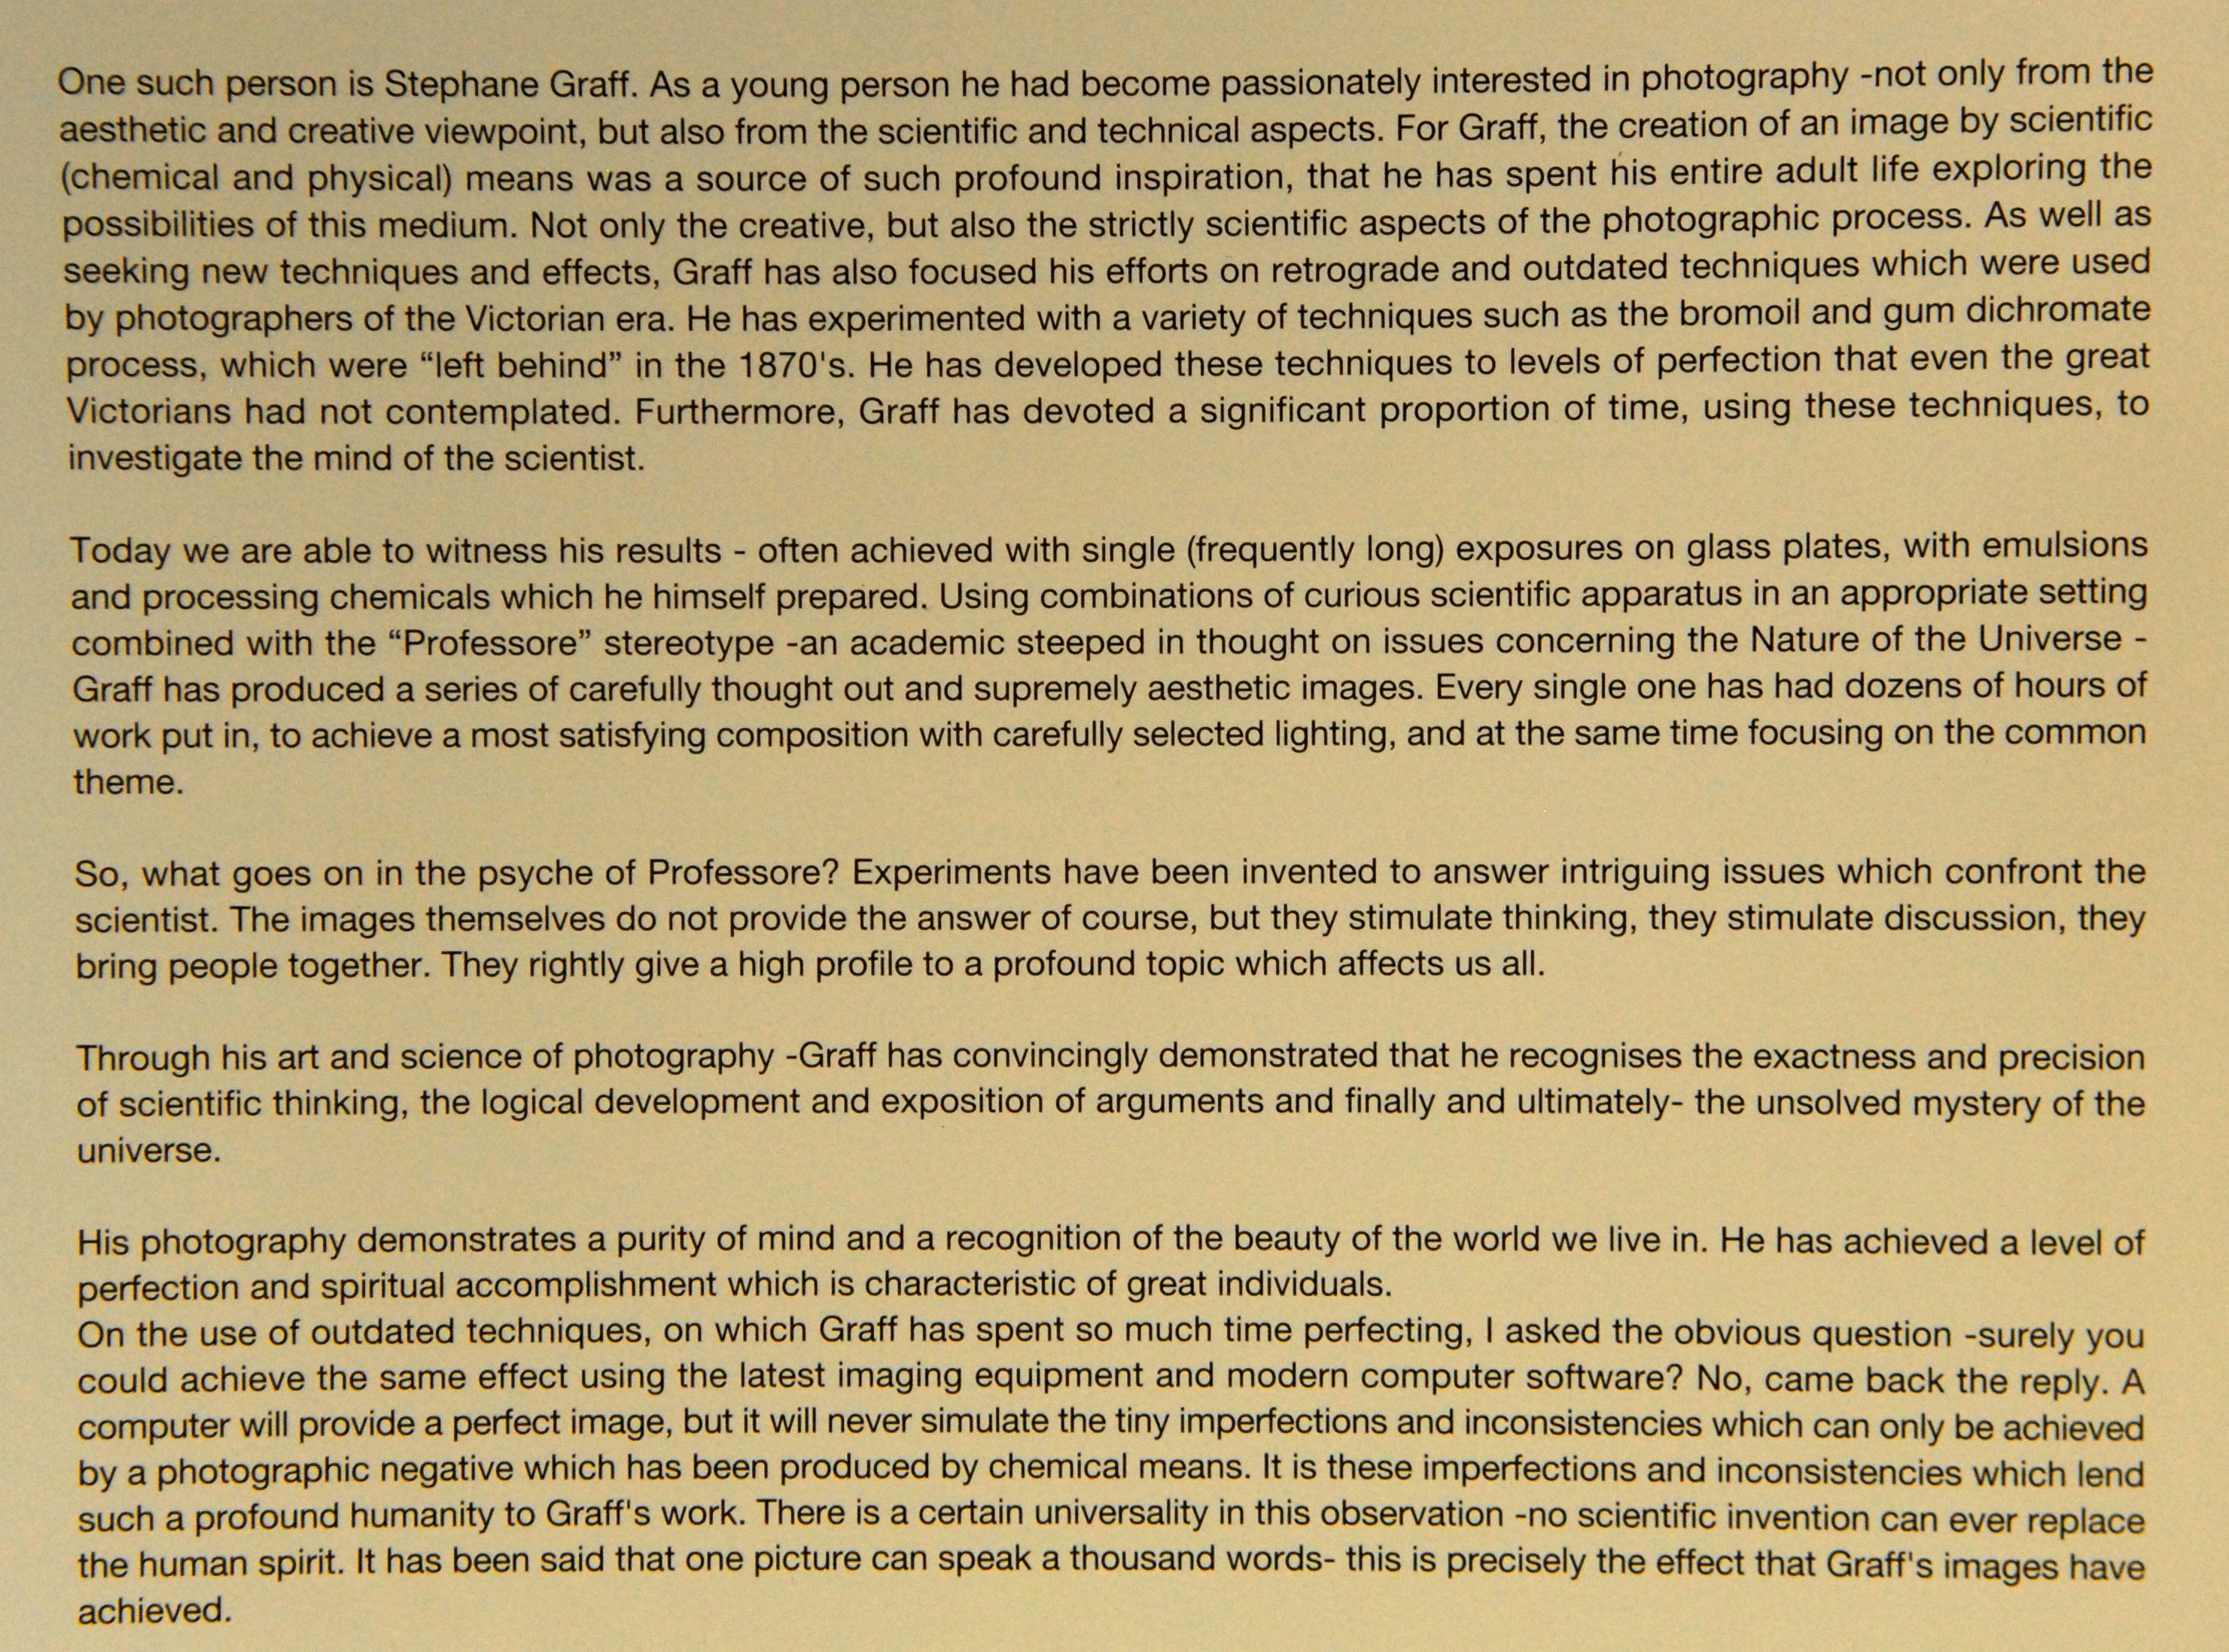 One such person is Stephane Graff. As a young person he had become passionately interested in photography -not only from the
aesthetic and creative viewpoint, but also from the scientific and technical aspects. For Graff, the creation of an image by scientific
(chemical and physical) means was a source of such profound inspiration, that he has spent his entire adult life exploring the
possibilities of this medium. Not only the creative, but also the strictly scientific aspects of the photographic process. As well as
seeking new techniques and effects, Graff has also focused his efforts on retrograde and outdated techniques which were used
by photographers of the Victorian era. He has experimented with a variety of techniques such as the bromoil and gum dichromate
process, which were “left behind” in the 1870's. He has developed these techniques to levels of perfection that even the great
Victorians had not contemplated. Furthermore, Graff has devoted a significant proportion of time, using these techniques, to
investigate the mind of the scientist.
Today we are able to witness his results - often achieved with single (frequently long) exposures on glass plates, with emulsions
and processing chemicals which he himself prepared. Using combinations of curious scientific apparatus in an appropriate setting
combined with the “Professore” stereotype -an academic steeped in thought on issues concerning the Nature of the Universe -
Graff has produced a series of carefully thought out and supremely aesthetic images. Every single one has had dozens of hours of
work put in, to achieve a most satisfying composition with carefully selected lighting, and at the same time focusing on the common
theme.
So, what goes on in the psyche of Professore? Experiments have been invented to answer intriguing issues which confront the
scientist. The images themselves do not provide the answer of course, but they stimulate thinking, they stimulate discussion, they
bring people together. They rightly give a high profile to a profound topic which affects us all.
Through his art and science of photography -Graff has convincingly demonstrated that he recognises the exactness and precision
of scientific thinking, the logical development and exposition of arguments and finally and ultimately- the unsolved mystery of the
universe.
His photography demonstrates a purity of mind and a recognition of the beauty of the world we live in. He has achieved a level of
perfection and spiritual accomplishment which is characteristic of great individuals.
On the use of outdated techniques, on which Graff has spent so much time perfecting, I asked the obvious question -surely you
could achieve the same effect using the latest imaging equipment and modern computer software? No, came back the reply. A
computer will provide a perfect image, but it will never simulate the tiny imperfections and inconsistencies which can only be achieved
by a photographic negative which has been produced by chemical means. It is these imperfections and inconsistencies which lend
such a profound humanity to Graff's work. There is a certain universality in this observation -no scientific invention can ever replace
the human spirit. It has been said that one picture can speak a thousand words- this is precisely the effect that Graff's images have
achieved.